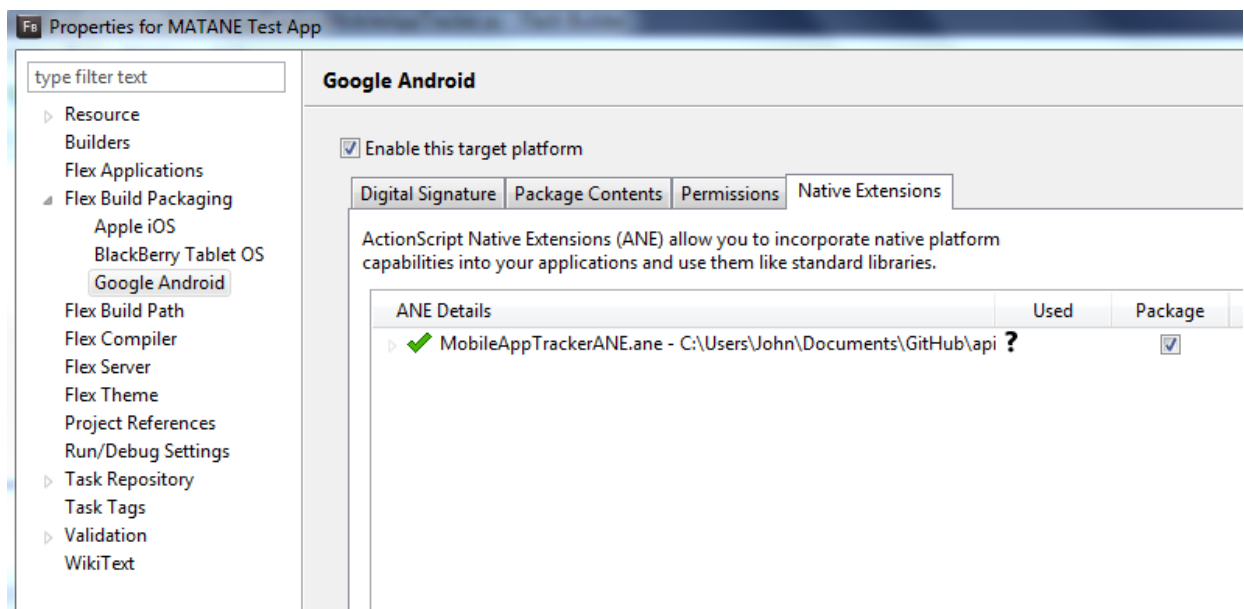 FB Properties for MATANE Test App
type filter text
Resource
Builders
Flex Applications
Flex Build Packaging
Apple iOS
BlackBerry Tablet OS
Google Android
Flex Build Path
Flex Compiler
Flex Server
Flex Theme
Project References
Run/Debug Settings
Task Repository
Task Tags
Validation
WikiText
Google Android
Enable this target platform
Digital Signature Package Contents Permissions Native Extensions
ActionScript Native Extensions (ANE) allow you to incorporate native platform
capabilities into your applications and use them like standard libraries.
ANE Details Used Package
MobileAppTrackerANE.ane - C:\Users\John\Documents\GitHub\api ?